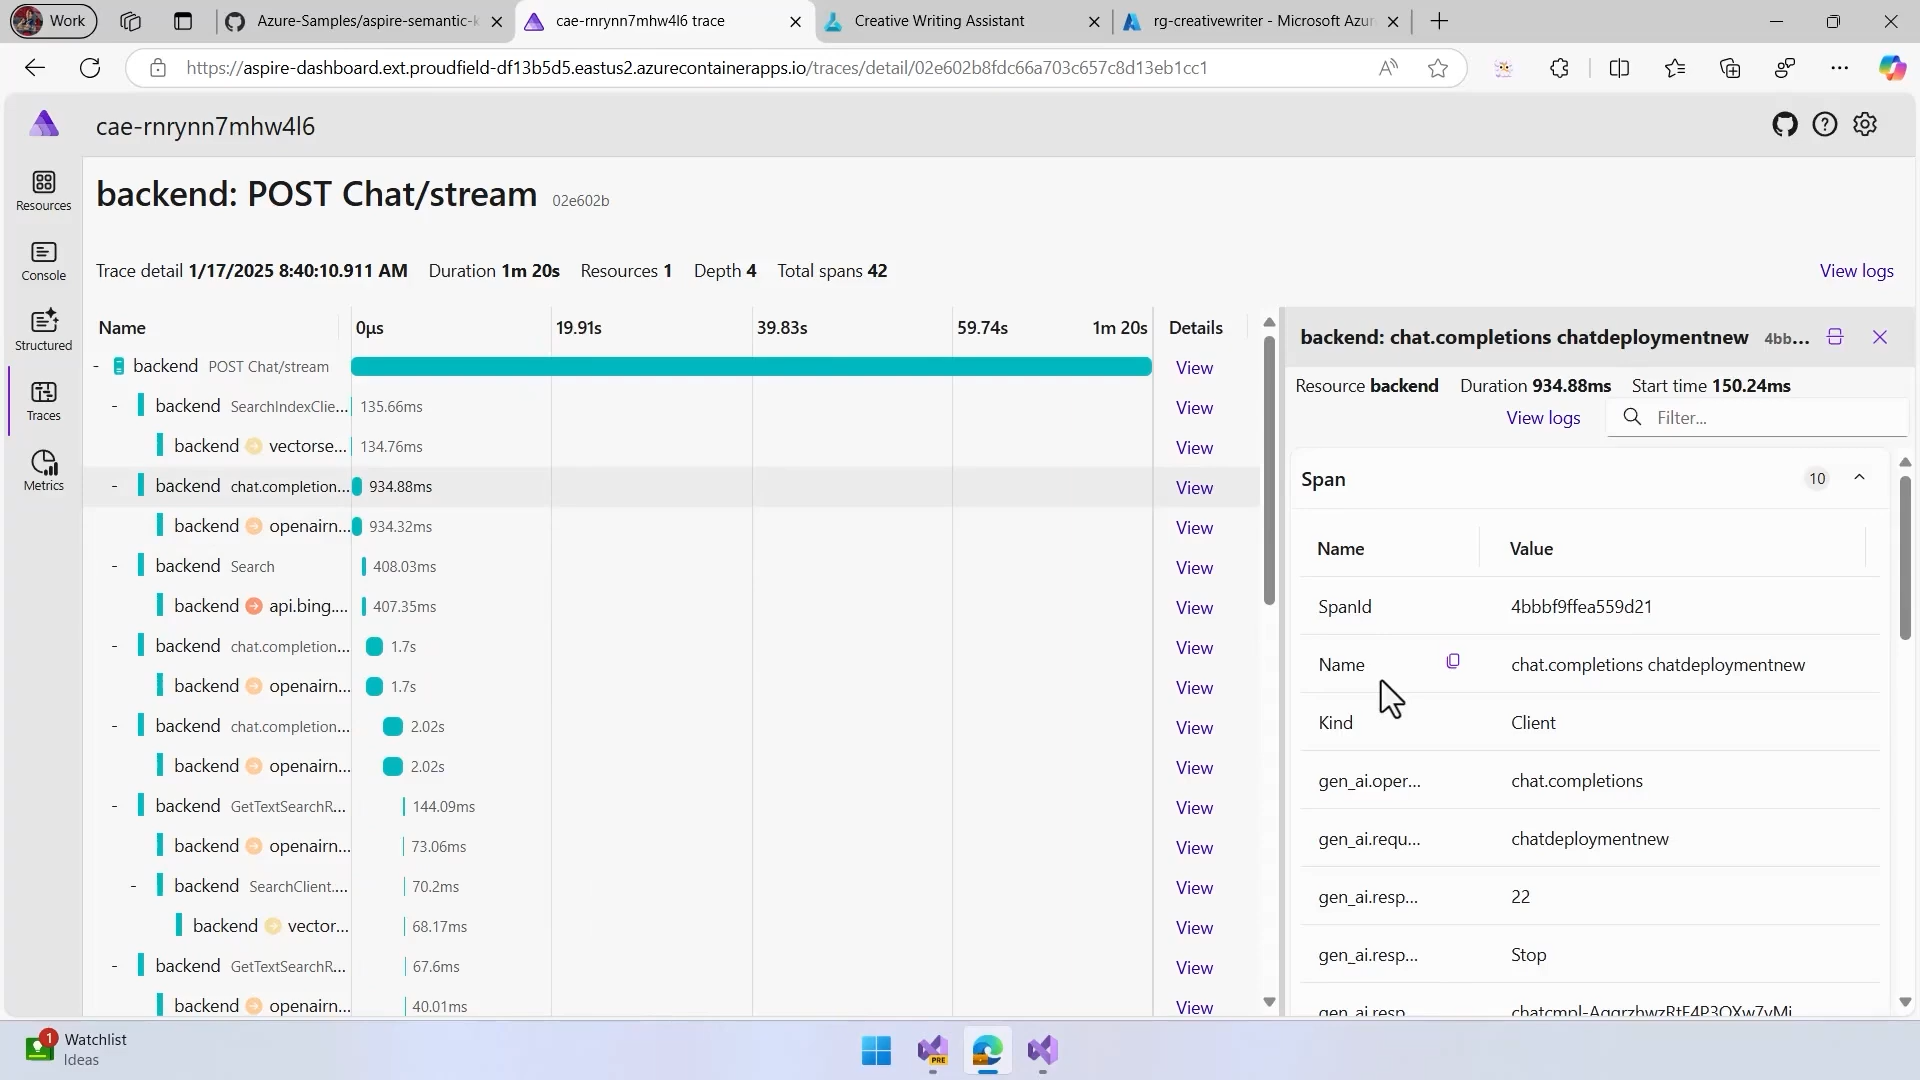 Work
Azure-Samples/aspire-semantic-k
cae-rnrynn7mhw4l6 trace
Creative Writing Assistant
rg-creativewriter - Microsoft Azur
https://aspire-dashboard.ext.proudfield-df13b5d5.eastus2.azurecontainerapps.io/traces/detail/02e602b8fdc66a703c657c8d13eb1cc1
cae-rnrynn7mhw4l6
Resources
Console
Structured
Traces
Metrics
backend: POST Chat/stream 02e602b
Trace detail 1/17/2025 8:40:10.911 AM Duration 1m 20s Resources 1 Depth 4 Total spans 42
View logs
Name 0µs 19.91s 39.83s 59.74s 1m 20s Details
- backend POST Chat/stream View
- backend SearchIndexClie... 135.66ms View
backend vectorse... 134.76ms View
- backend chat.completion... 934.88ms View
backend openairn... 934.32ms View
- backend Search 408.03ms View
backend api.bing.... 407.35ms View
- backend chat.completion... 1.7s View
backend openairn... 1.7s View
- backend chat.completion... 2.02s View
backend openairn... 2.02s View
- backend GetTextSearchR... 144.09ms View
backend openairn... 73.06ms View
- backend SearchClient.... 70.2ms View
backend vector... 68.17ms View
- backend GetTextSearchR... 67.6ms View
backend openairn... 40.01ms View
backend: chat.completions chatdeploymentnew 4bb...
Resource backend Duration 934.88ms Start time 150.24ms
View logs
Filter...
Span 10
Name Value
SpanId 4bbbf9ffea559d21
Name chat.completions chatdeploymentnew
Kind Client
gen_ai.oper... chat.completions
gen_ai.requ... chatdeploymentnew
gen_ai.resp... 22
gen_ai.resp... Stop
gen_ai.resp...
1
Watchlist
Ideas
PRE